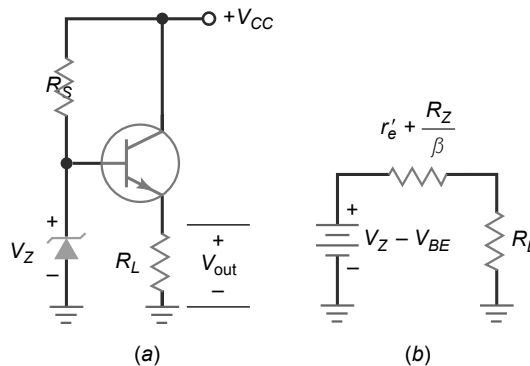 +V_CC
R_S
+
V_Z
–
R_L
+
V_out
–
(a)
r′_e + R_Z/β
+
V_Z – V_BE
–
R_L
(b)